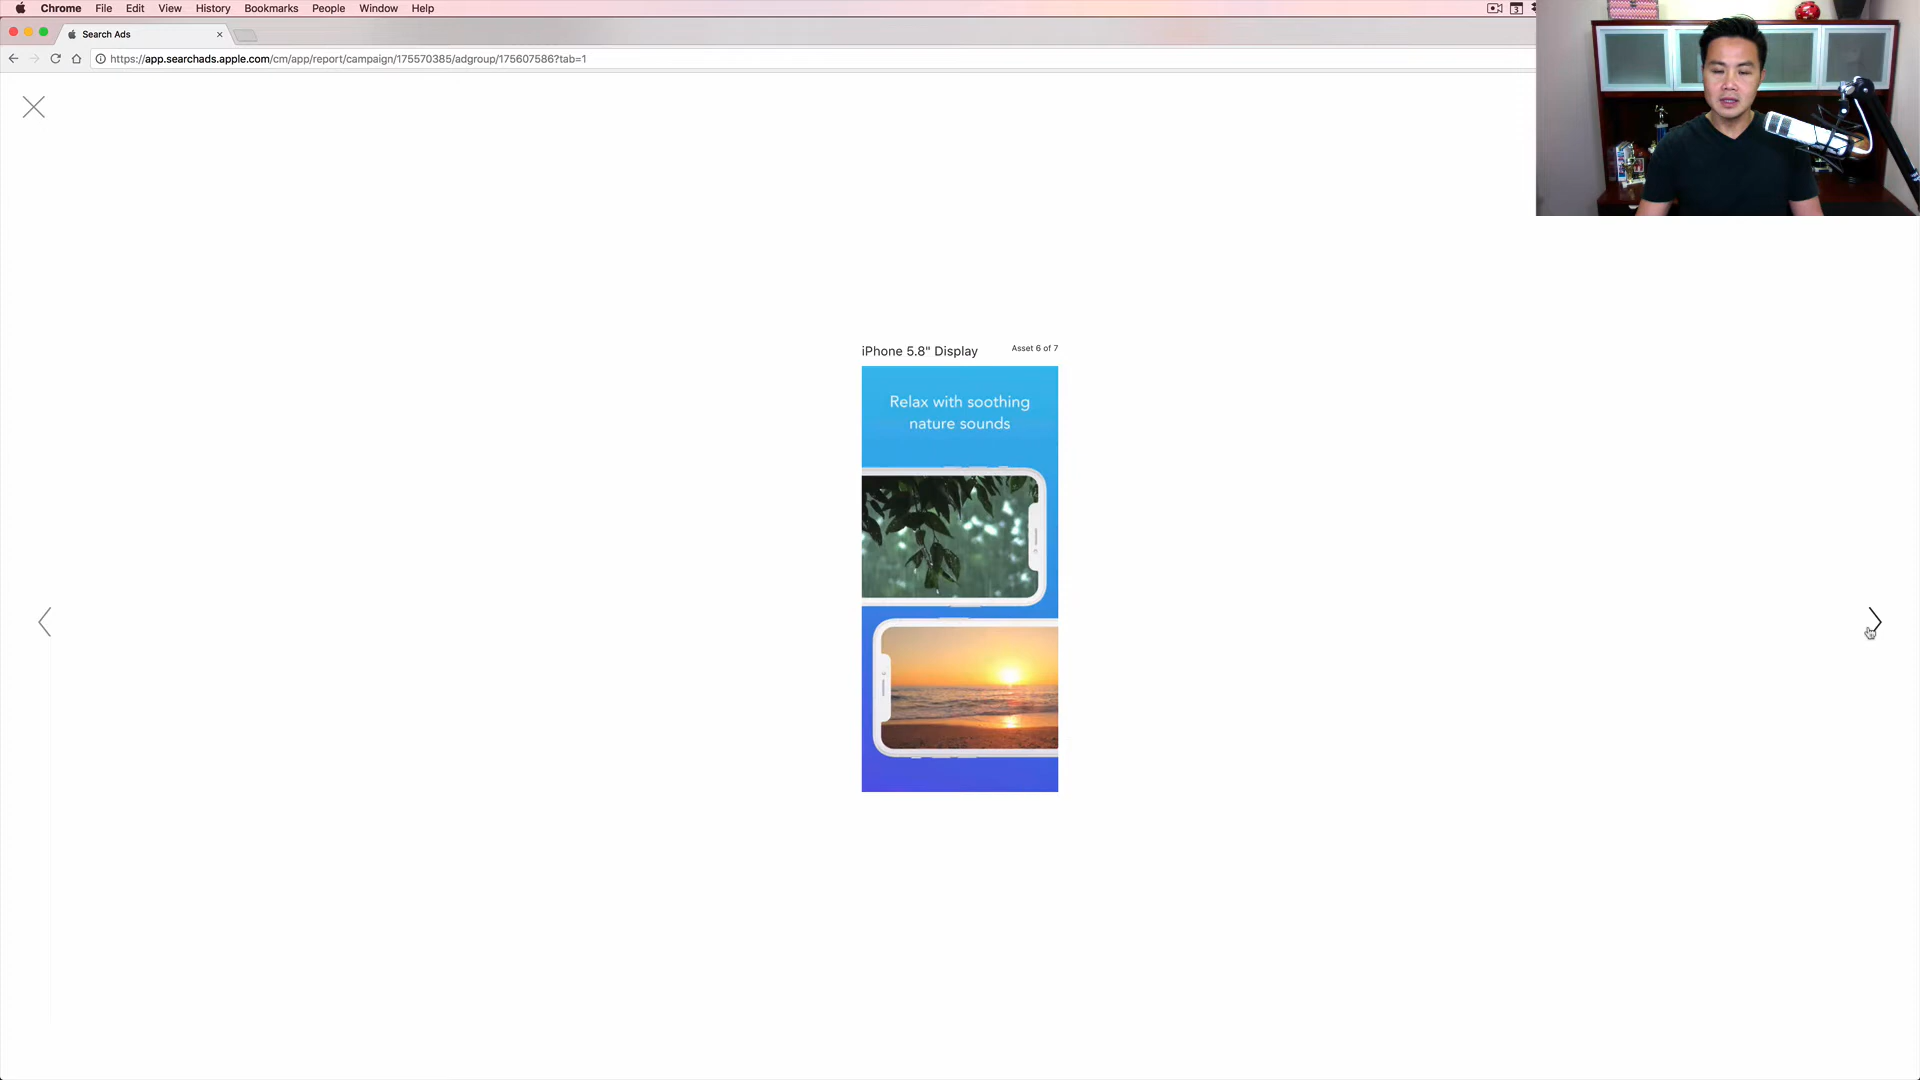 Chrome File Edit View History Bookmarks People Window Help
3
Search Ads
https://app.searchads.apple.com/cm/app/report/campaign/175570385/adgroup/175607586?tab=1
iPhone 5.8" Display Asset 6 of 7
Relax with soothing
nature sounds